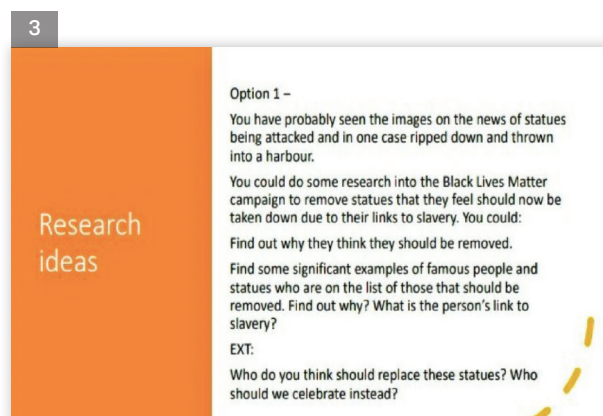 3
Research
ideas
Option 1 –
You have probably seen the images on the news of statues
being attacked and in one case ripped down and thrown
into a harbour.
You could do some research into the Black Lives Matter
campaign to remove statues that they feel should now be
taken down due to their links to slavery. You could:
Find out why they think they should be removed.
Find some significant examples of famous people and
statues who are on the list of those that should be
removed. Find out why? What is the person's link to
slavery?
EXT:
Who do you think should replace these statues? Who
should we celebrate instead?